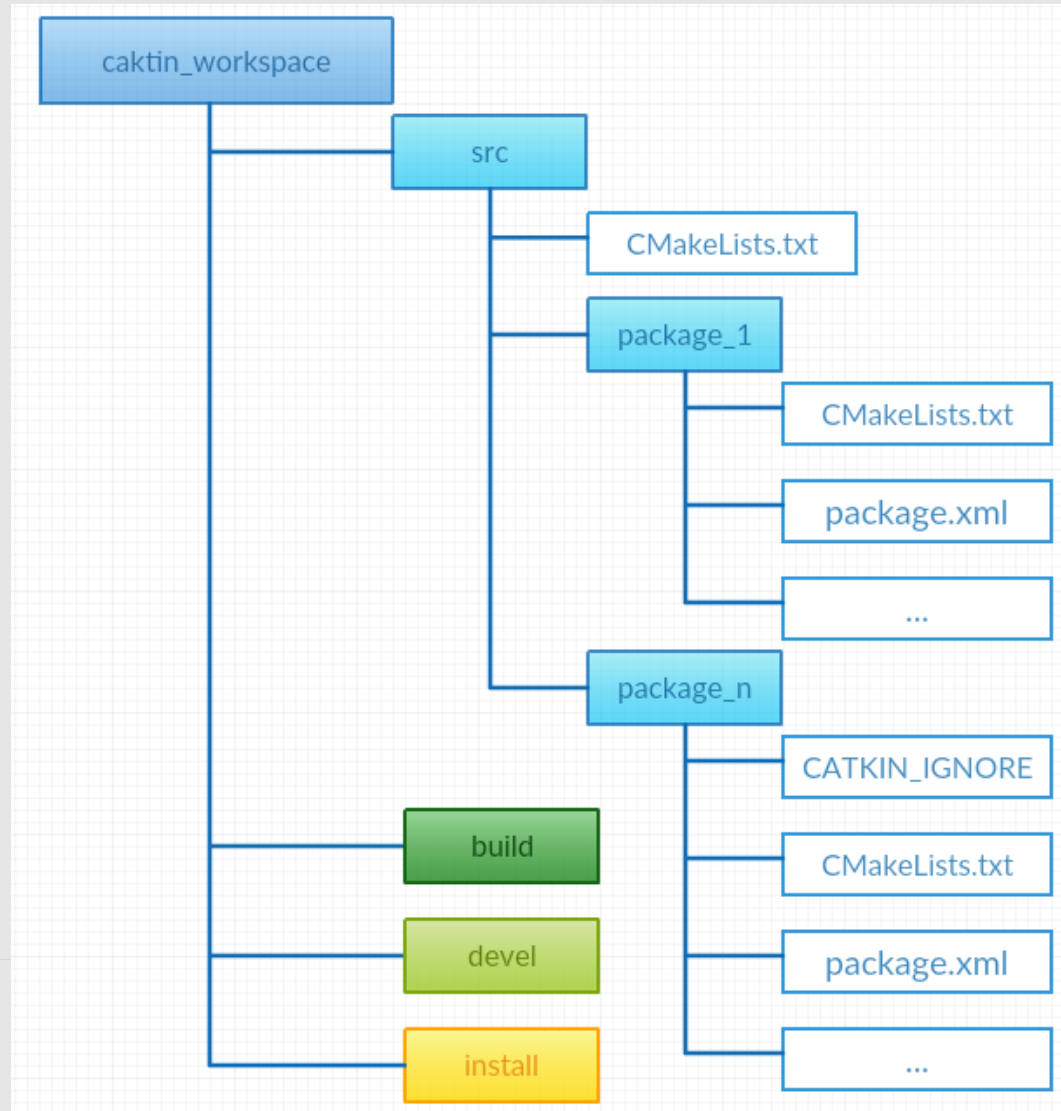 caktin_workspace
src
CMakeLists.txt
package_1
CMakeLists.txt
package.xml
...
package_n
CATKIN_IGNORE
CMakeLists.txt
package.xml
...
build
devel
install